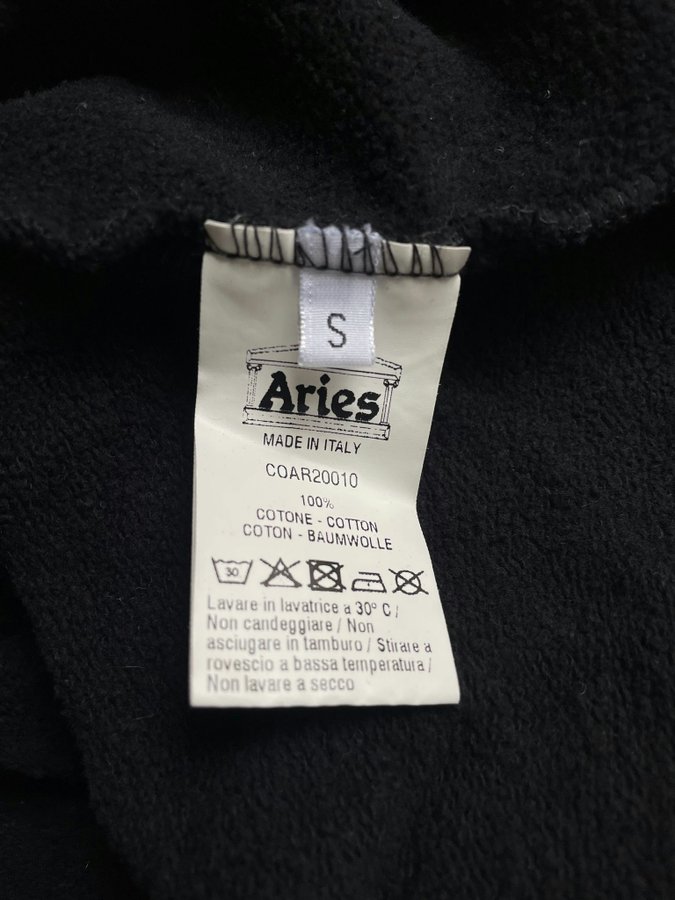 S
Aries
MADE IN ITALY
COAR20010
100%
COTONE - COTTON
COTON - BAUMWOLLE
30
Lavare in lavatrice a 30° C /
Non candeggiare / Non
asciugare in tamburo / Stirare a
rovescio a bassa temperatura /
Non lavare a secco